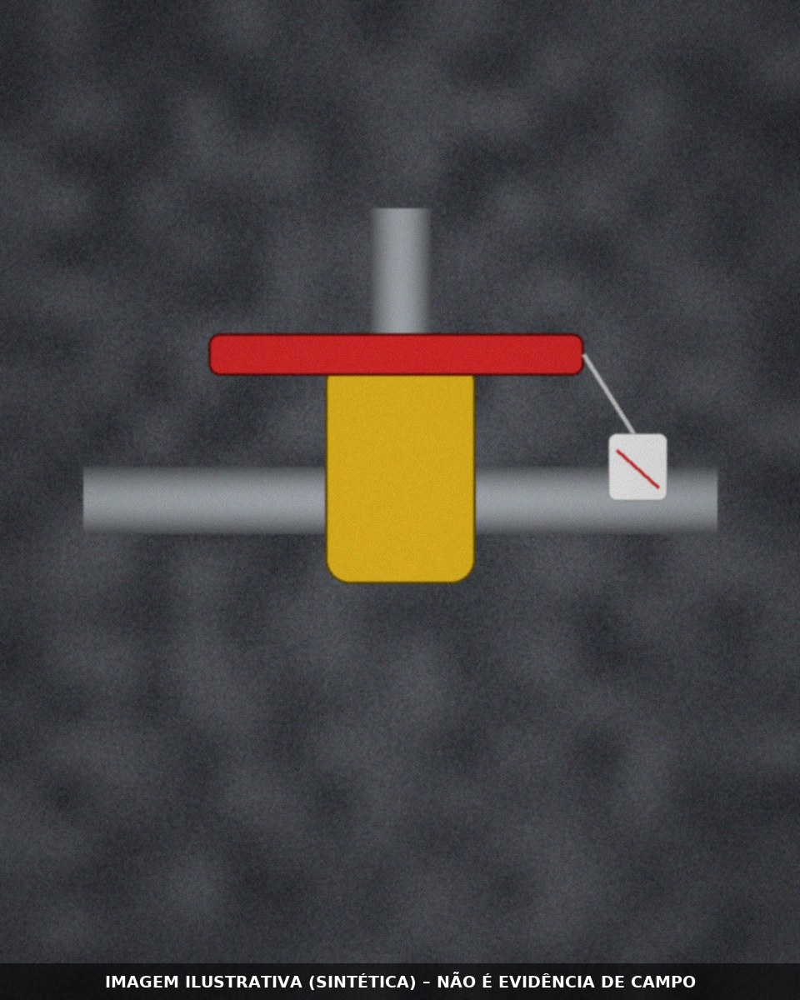 IMAGEM ILUSTRATIVA (SINTÉTICA) – NÃO É EVIDÊNCIA DE CAMPO